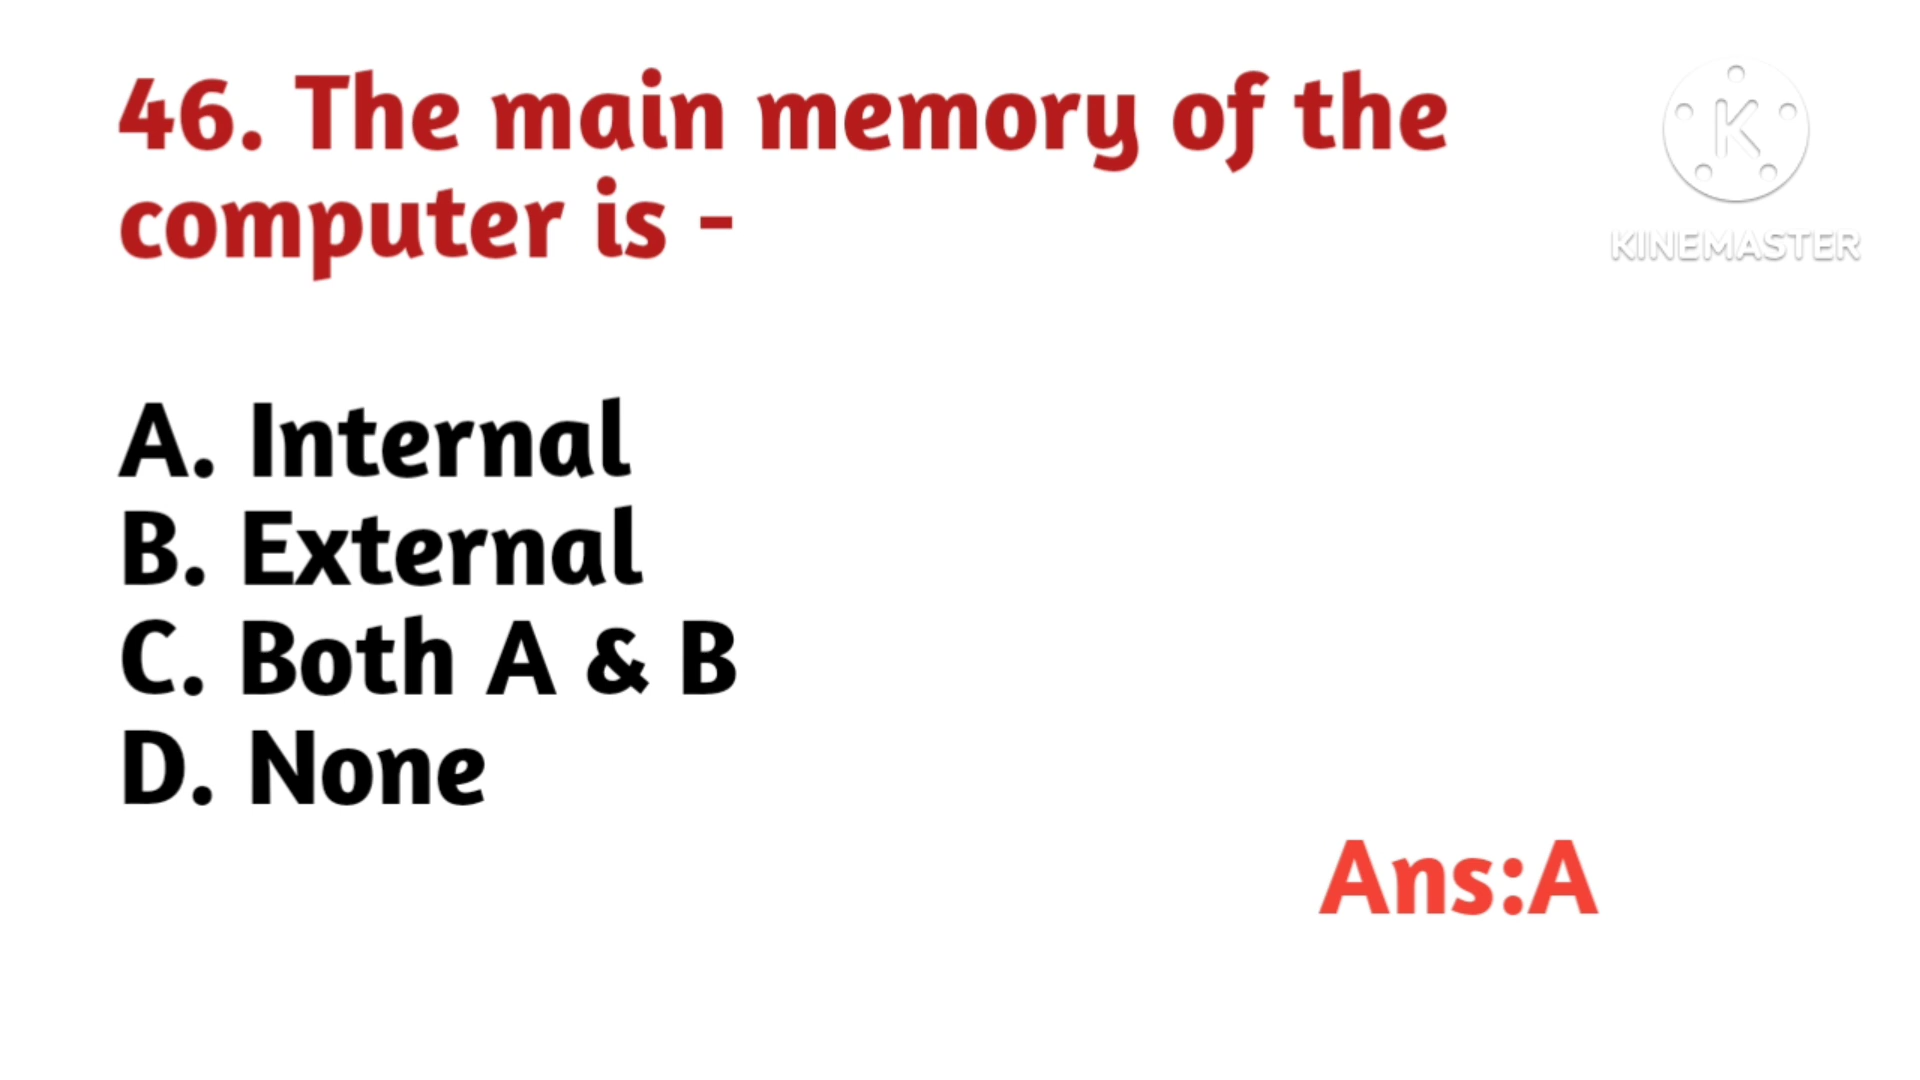 46. The main memory of the
computer is -
K
KINEMASTER
A. Internal
B. External
C. Both A & B
D. None
Ans:A